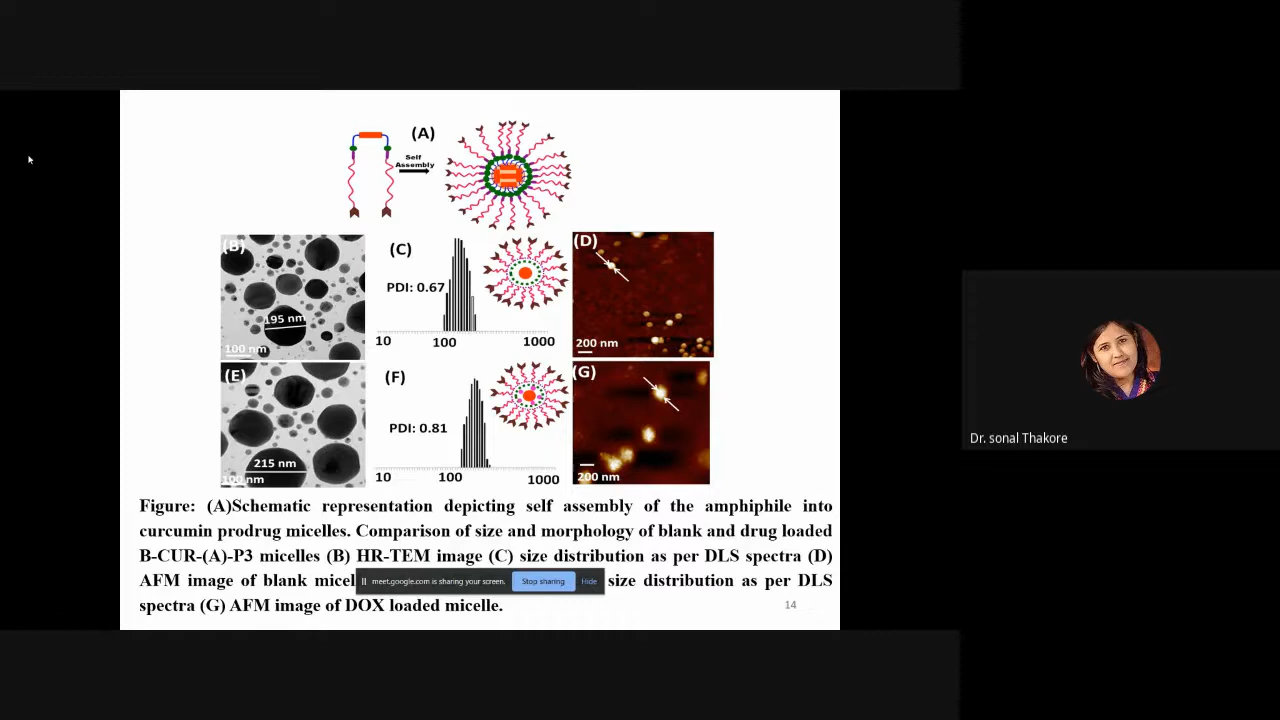 (A)
Self
Assembly
(B)
195 nm
100 nm
(C)
PDI: 0.67
10 100 1000
(D)
200 nm
(E)
215 nm
100 nm
(F)
PDI: 0.81
10 100 1000
(G)
200 nm
Figure: (A)Schematic representation depicting self assembly of the amphiphile into
curcumin prodrug micelles. Comparison of size and morphology of blank and drug loaded
B-CUR-(A)-P3 micelles (B) HR-TEM image (C) size distribution as per DLS spectra (D)
AFM image of blank size distribution as per DLS
spectra (G) AFM image of DOX loaded micelle.
meet.google.com is sharing your screen. Stop sharing Hide
14
Dr. sonal Thakore